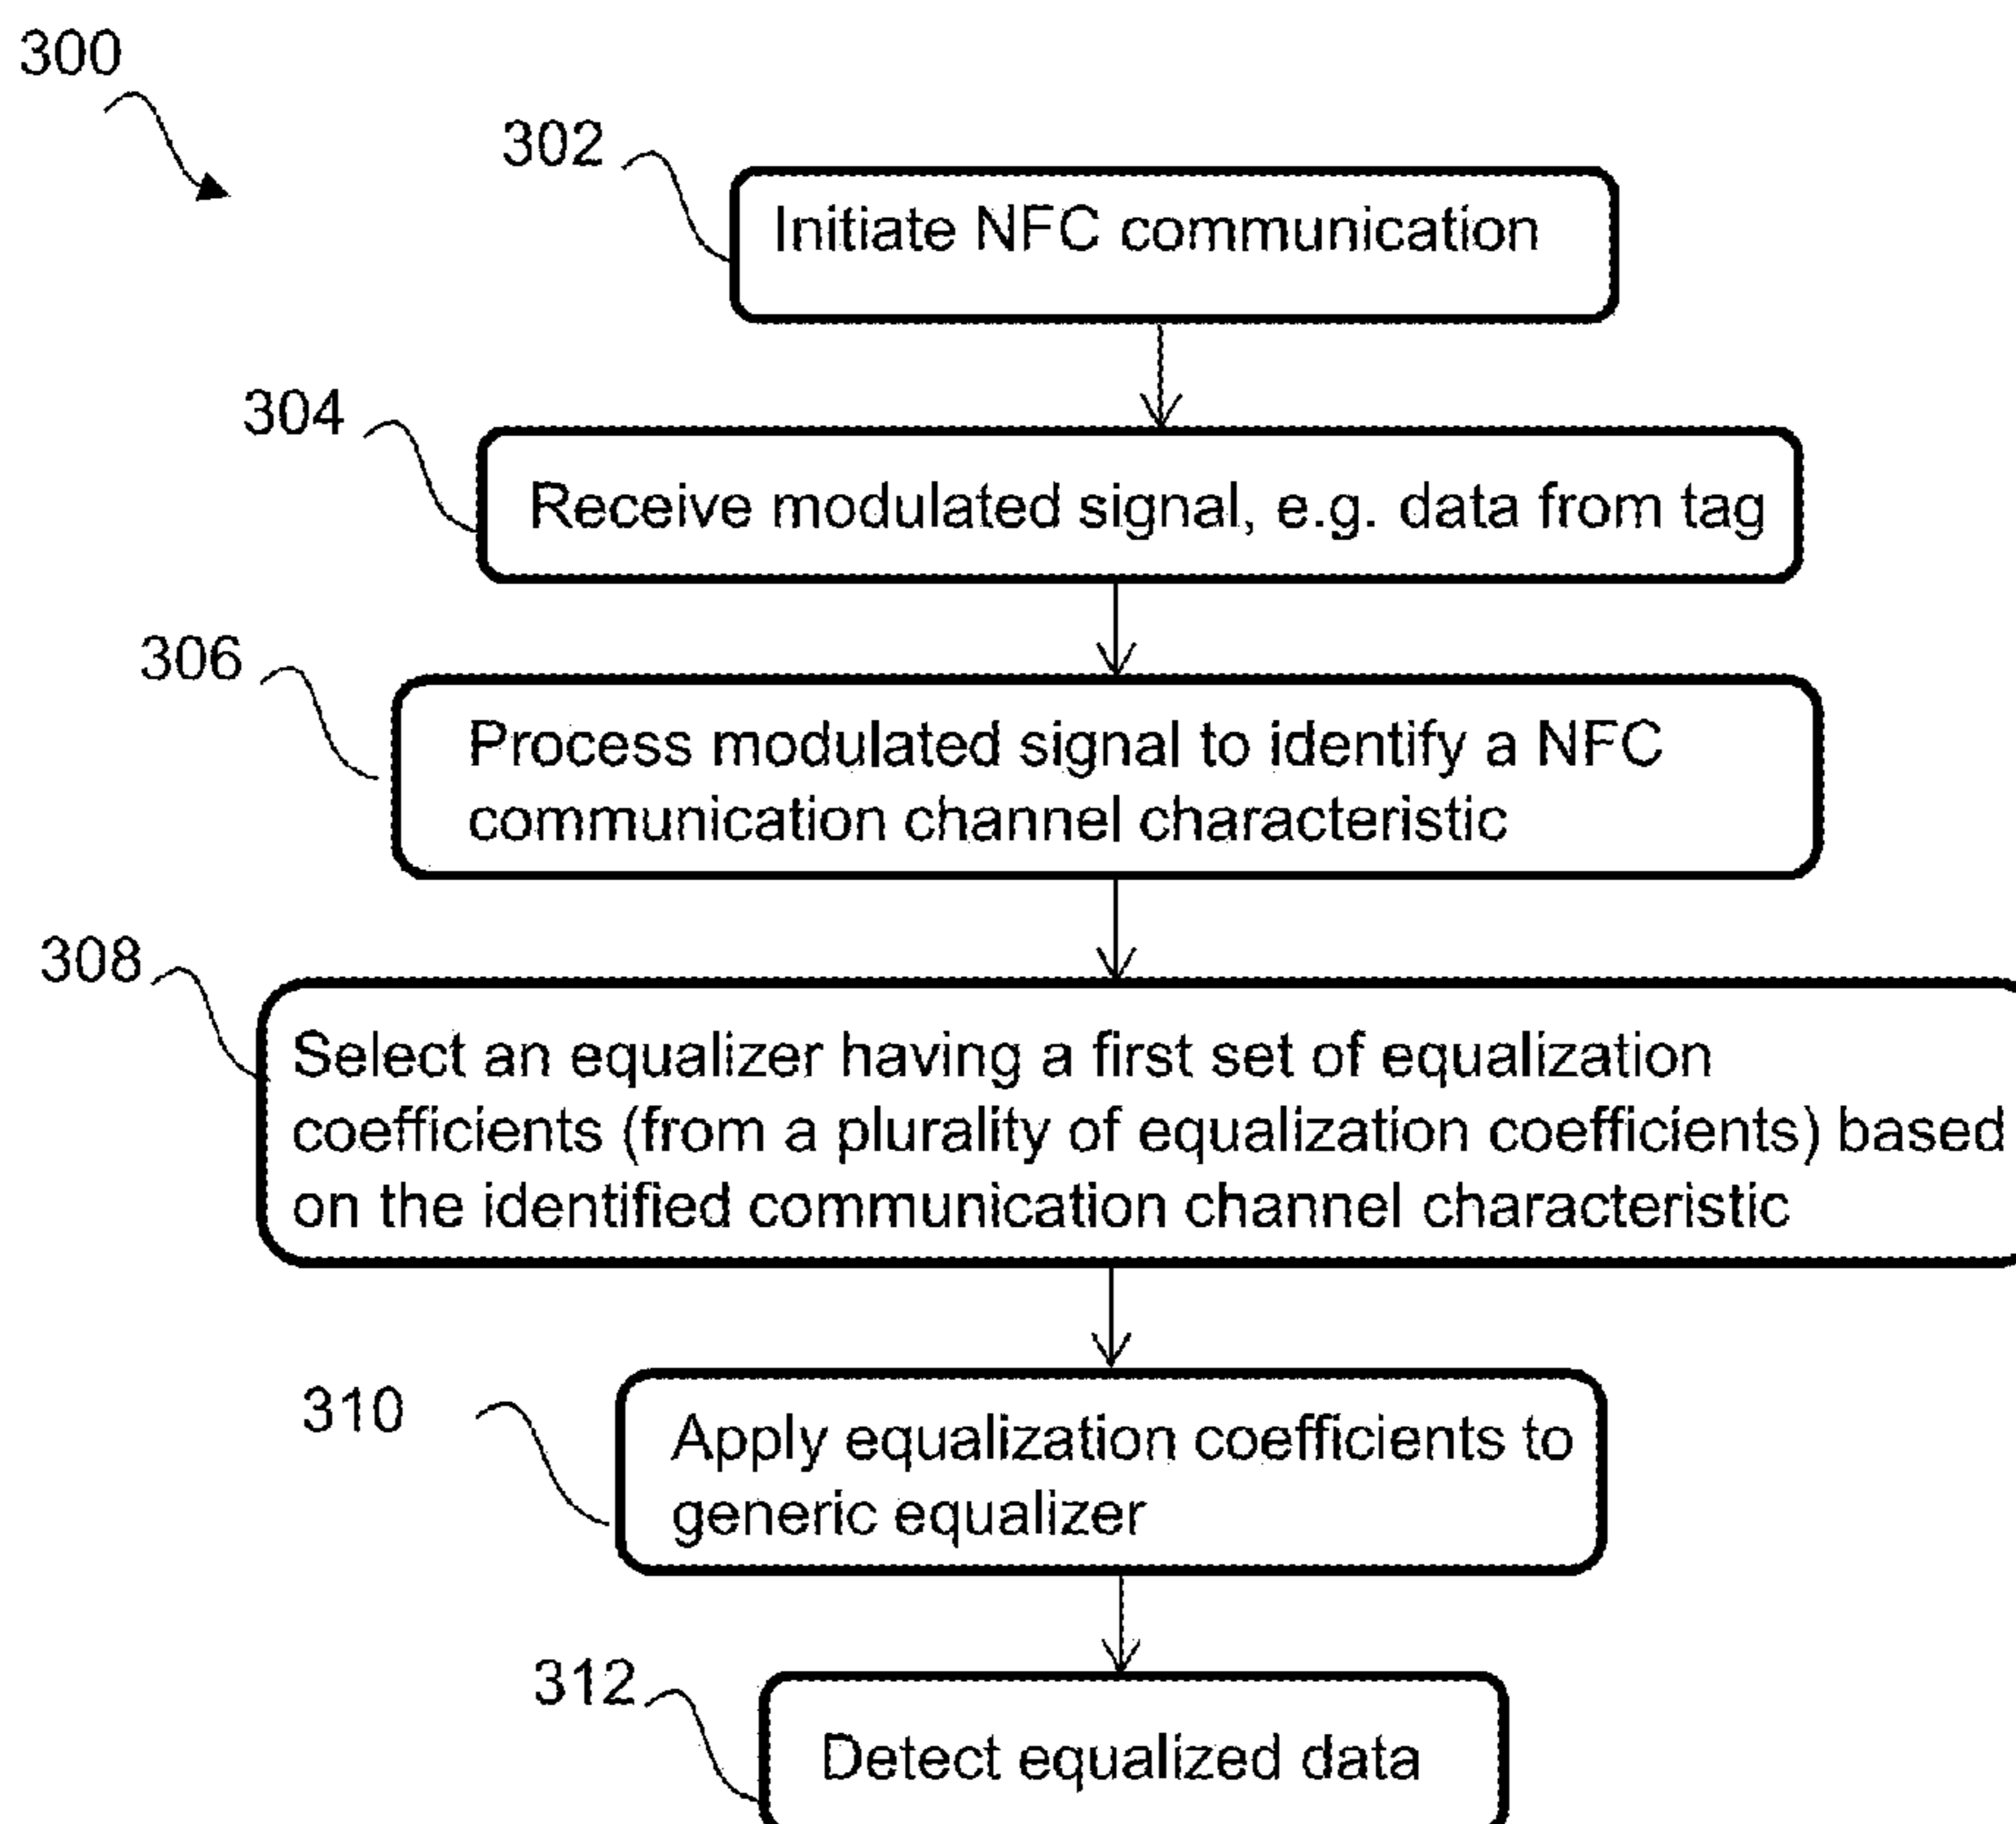 300
302
Initiate NFC communication
304
Receive modulated signal, e.g. data from tag
306
Process modulated signal to identify a NFC
communication channel characteristic
308
Select an equalizer having a first set of equalization
coefficients (from a plurality of equalization coefficients) based
on the identified communication channel characteristic
310
Apply equalization coefficients to
generic equalizer
312
Detect equalized data